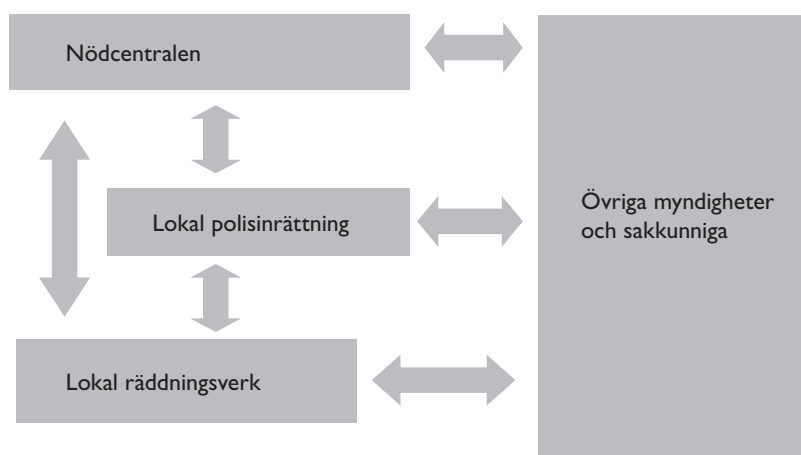 Nödcentralen
Lokal polisinrättning
Övriga myndigheter
och sakkunniga
Lokal räddningsverk